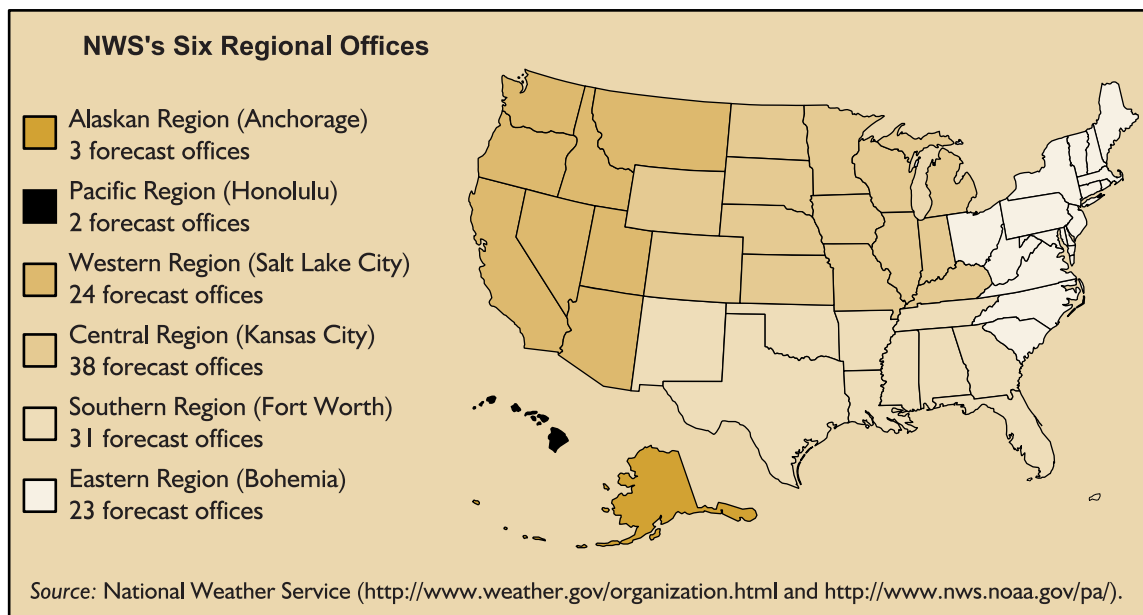 NWS's Six Regional Offices
Alaskan Region (Anchorage)
3 forecast offices
Pacific Region (Honolulu)
2 forecast offices
Western Region (Salt Lake City)
24 forecast offices
Central Region (Kansas City)
38 forecast offices
Southern Region (Fort Worth)
31 forecast offices
Eastern Region (Bohemia)
23 forecast offices
Source: National Weather Service (http://www.weather.gov/organization.html and http://www.nws.noaa.gov/pa/).